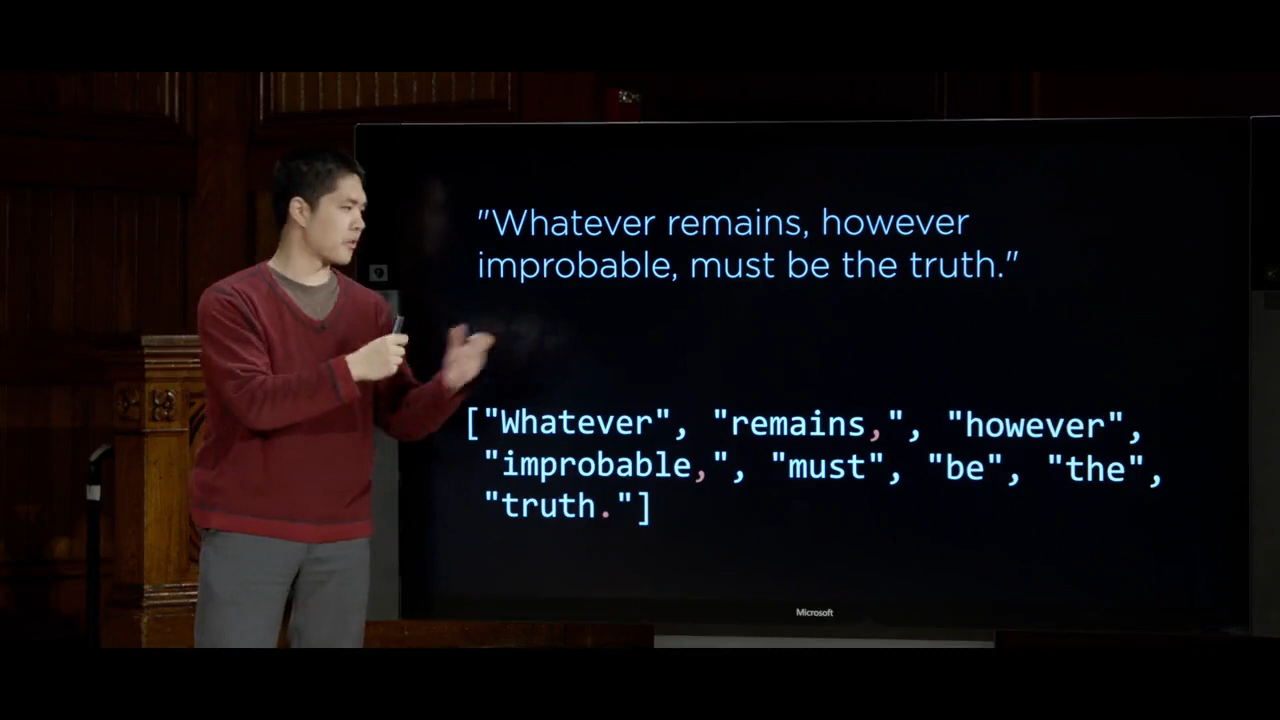 "Whatever remains, however
improbable, must be the truth."
["Whatever", "remains,", "however",
"improbable,", "must", "be", "the",
"truth."]
Microsoft